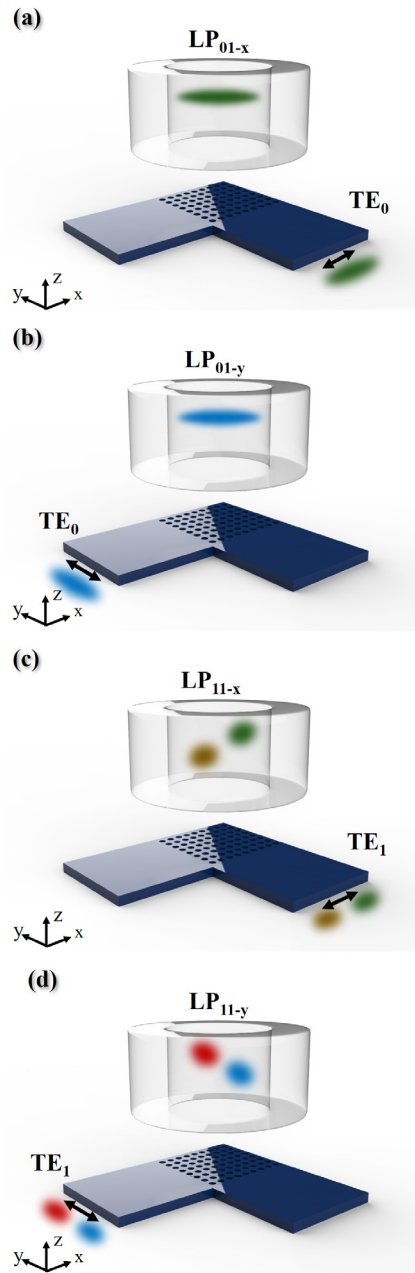 (a)
LP01-x
TE0
z
y x
(b)
LP01-y
TE0
z
y x
(c)
LP11-x
TE1
z
y x
(d)
LP11-y
TE1
z
y x